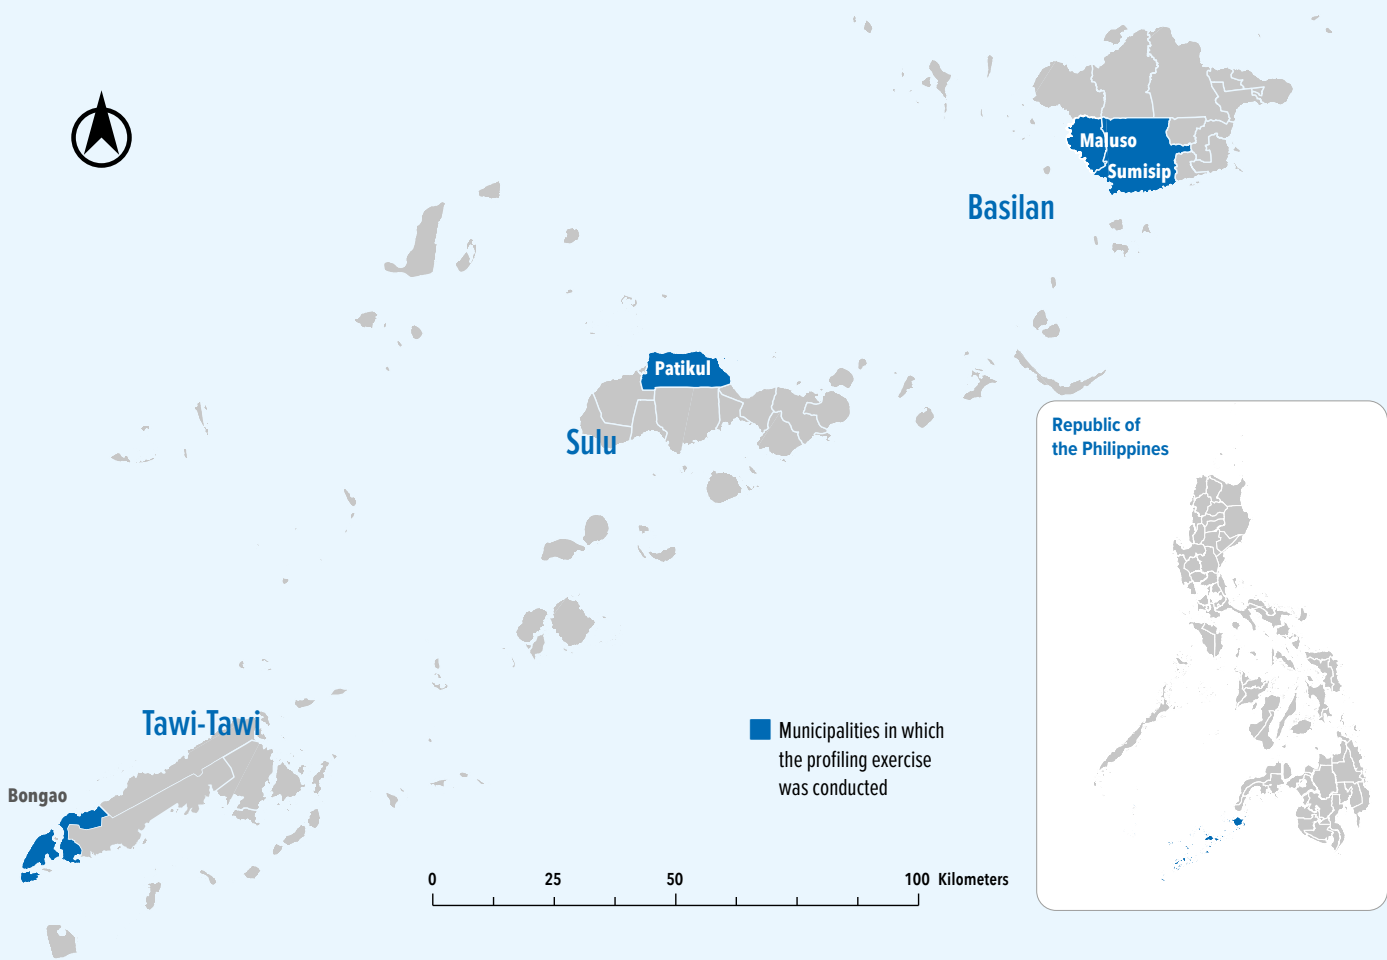 Maluso
Sumisip
Basilan
Patikul
Sulu
Republic of
the Philippines
Tawi-Tawi
Bongao
Municipalities in which
the profiling exercise
was conducted
0 25 50 100 Kilometers